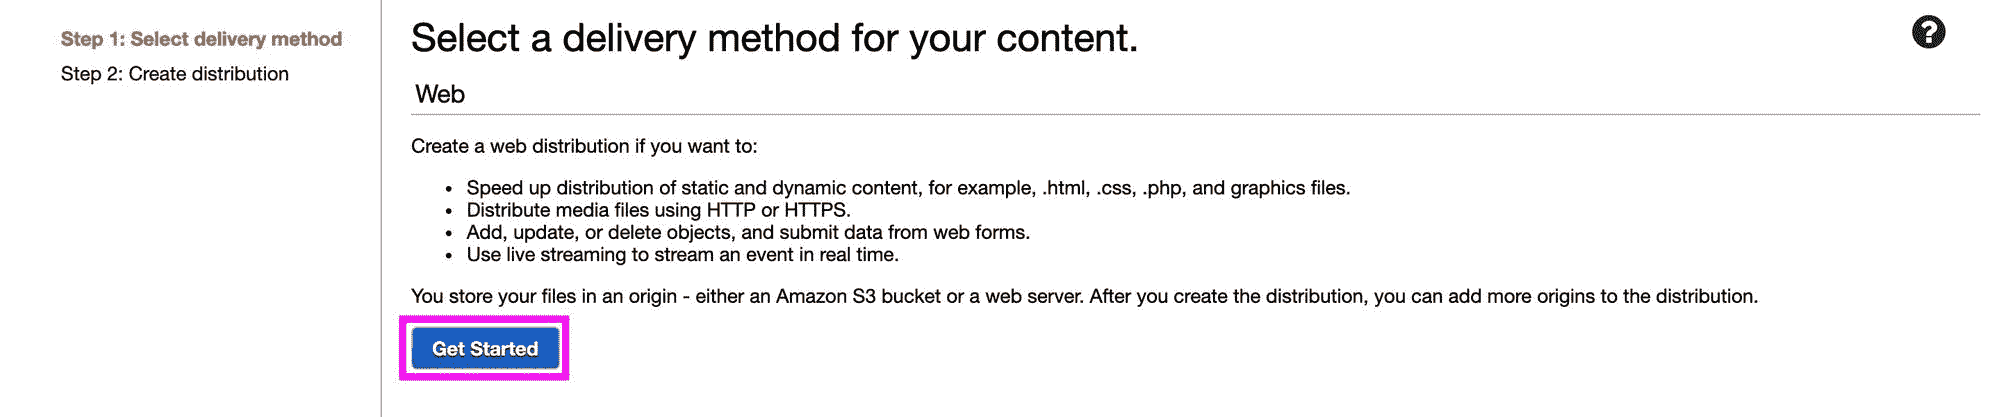 Step 1: Select delivery method
Step 2: Create distribution
Select a delivery method for your content.
?
Web
Create a web distribution if you want to:
• Speed up distribution of static and dynamic content, for example, .html, .css, .php, and graphics files.
• Distribute media files using HTTP or HTTPS.
• Add, update, or delete objects, and submit data from web forms.
• Use live streaming to stream an event in real time.
You store your files in an origin - either an Amazon S3 bucket or a web server. After you create the distribution, you can add more origins to the distribution.
Get Started